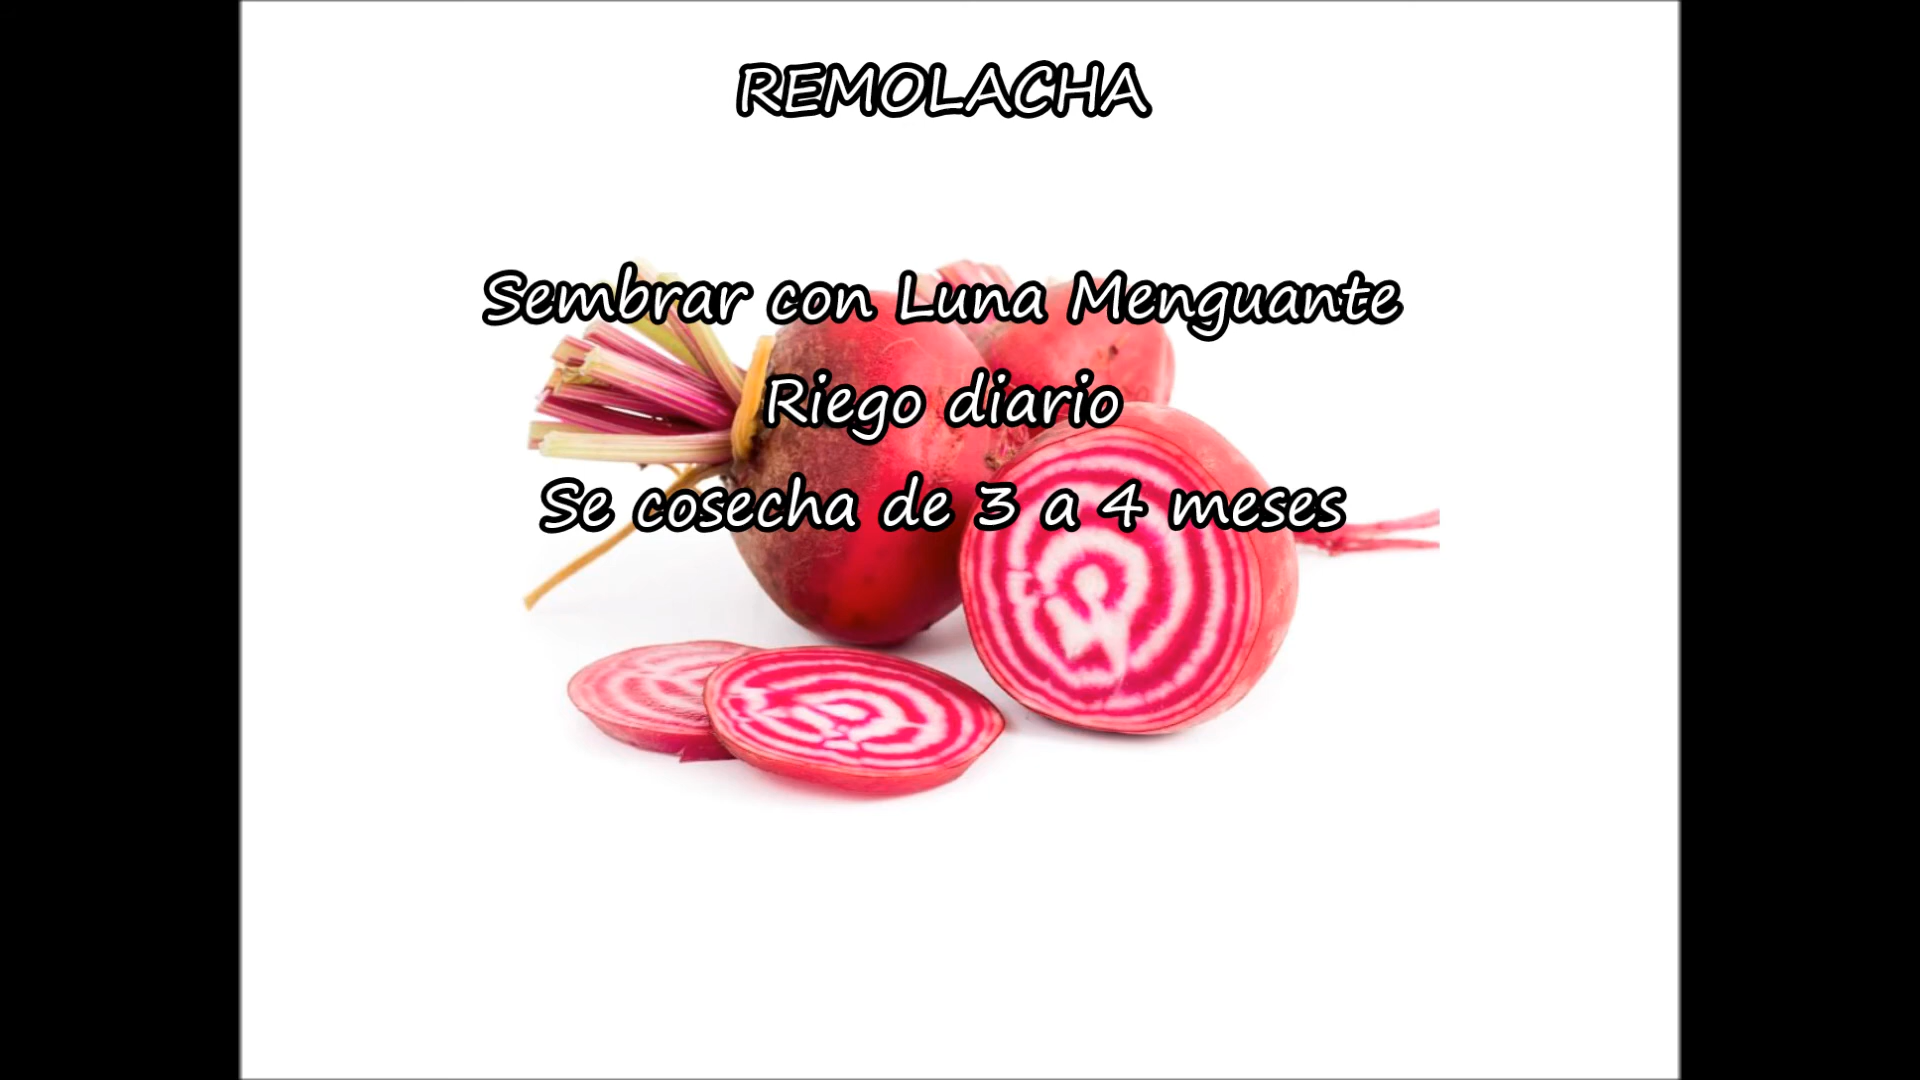 REMOLACHA
Sembrar con Luna Menguante
Riego diario
Se cosecha de 3 a 4 meses